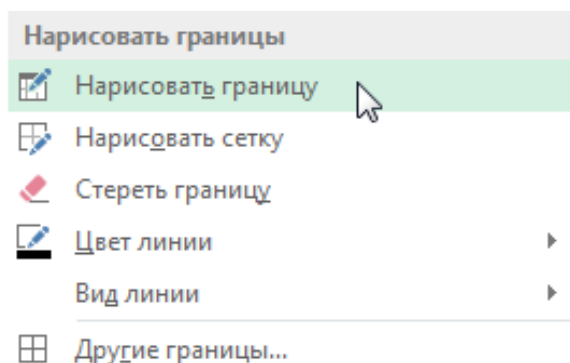 Нарисовать границы
Нарисовать границу
Нарисовать сетку
Стереть границу
Цвет линии
Вид линии
Другие границы...